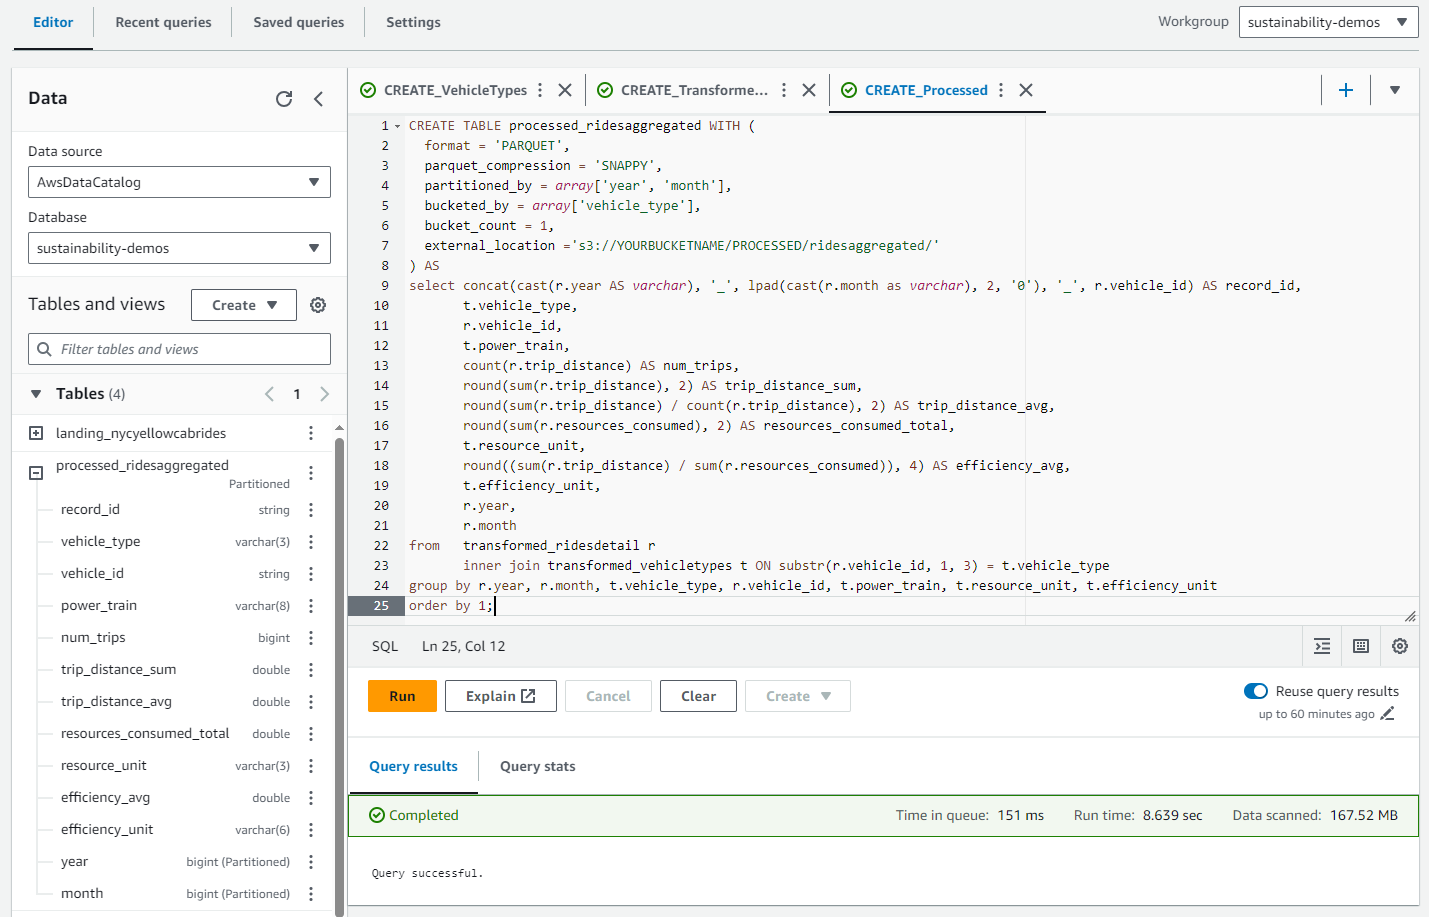 Editor
Recent queries
Saved queries
Settings
Workgroup
sustainability-demos
Data
Data source
AwsDataCatalog
Database
sustainability-demos
Tables and views
Create
Filter tables and views
Tables (4)
1
landing_nycyellowcabrides
processed_ridesaggregated
Partitioned
record_id string
vehicle_type varchar(3)
vehicle_id string
power_train varchar(8)
num_trips bigint
trip_distance_sum double
trip_distance_avg double
resources_consumed_total double
resource_unit varchar(3)
efficiency_avg double
efficiency_unit varchar(6)
year bigint (Partitioned)
month bigint (Partitioned)
CREATE_VehicleTypes
CREATE_Transforme...
CREATE_Processed
1 CREATE TABLE processed_ridesaggregated WITH (
2 format = 'PARQUET',
3 parquet_compression = 'SNAPPY',
4 partitioned_by = array['year', 'month'],
5 bucketed_by = array['vehicle_type'],
6 bucket_count = 1,
7 external_location ='s3://YOURBUCKETNAME/PROCESSED/ridesaggregated/'
8 ) AS
9 select concat(cast(r.year AS varchar), '_', lpad(cast(r.month as varchar), 2, '0'), '_', r.vehicle_id) AS record_id,
10 t.vehicle_type,
11 r.vehicle_id,
12 t.power_train,
13 count(r.trip_distance) AS num_trips,
14 round(sum(r.trip_distance), 2) AS trip_distance_sum,
15 round(sum(r.trip_distance) / count(r.trip_distance), 2) AS trip_distance_avg,
16 round(sum(r.resources_consumed), 2) AS resources_consumed_total,
17 t.resource_unit,
18 round((sum(r.trip_distance) / sum(r.resources_consumed)), 4) AS efficiency_avg,
19 t.efficiency_unit,
20 r.year,
21 r.month
22 from transformed_ridesdetail r
23 inner join transformed_vehicletypes t ON substr(r.vehicle_id, 1, 3) = t.vehicle_type
24 group by r.year, r.month, t.vehicle_type, r.vehicle_id, t.power_train, t.resource_unit, t.efficiency_unit
25 order by 1;
SQL Ln 25, Col 12
Run
Explain
Cancel
Clear
Create
Reuse query results
up to 60 minutes ago
Query results
Query stats
Completed
Time in queue: 151 ms Run time: 8.639 sec Data scanned: 167.52 MB
Query successful.